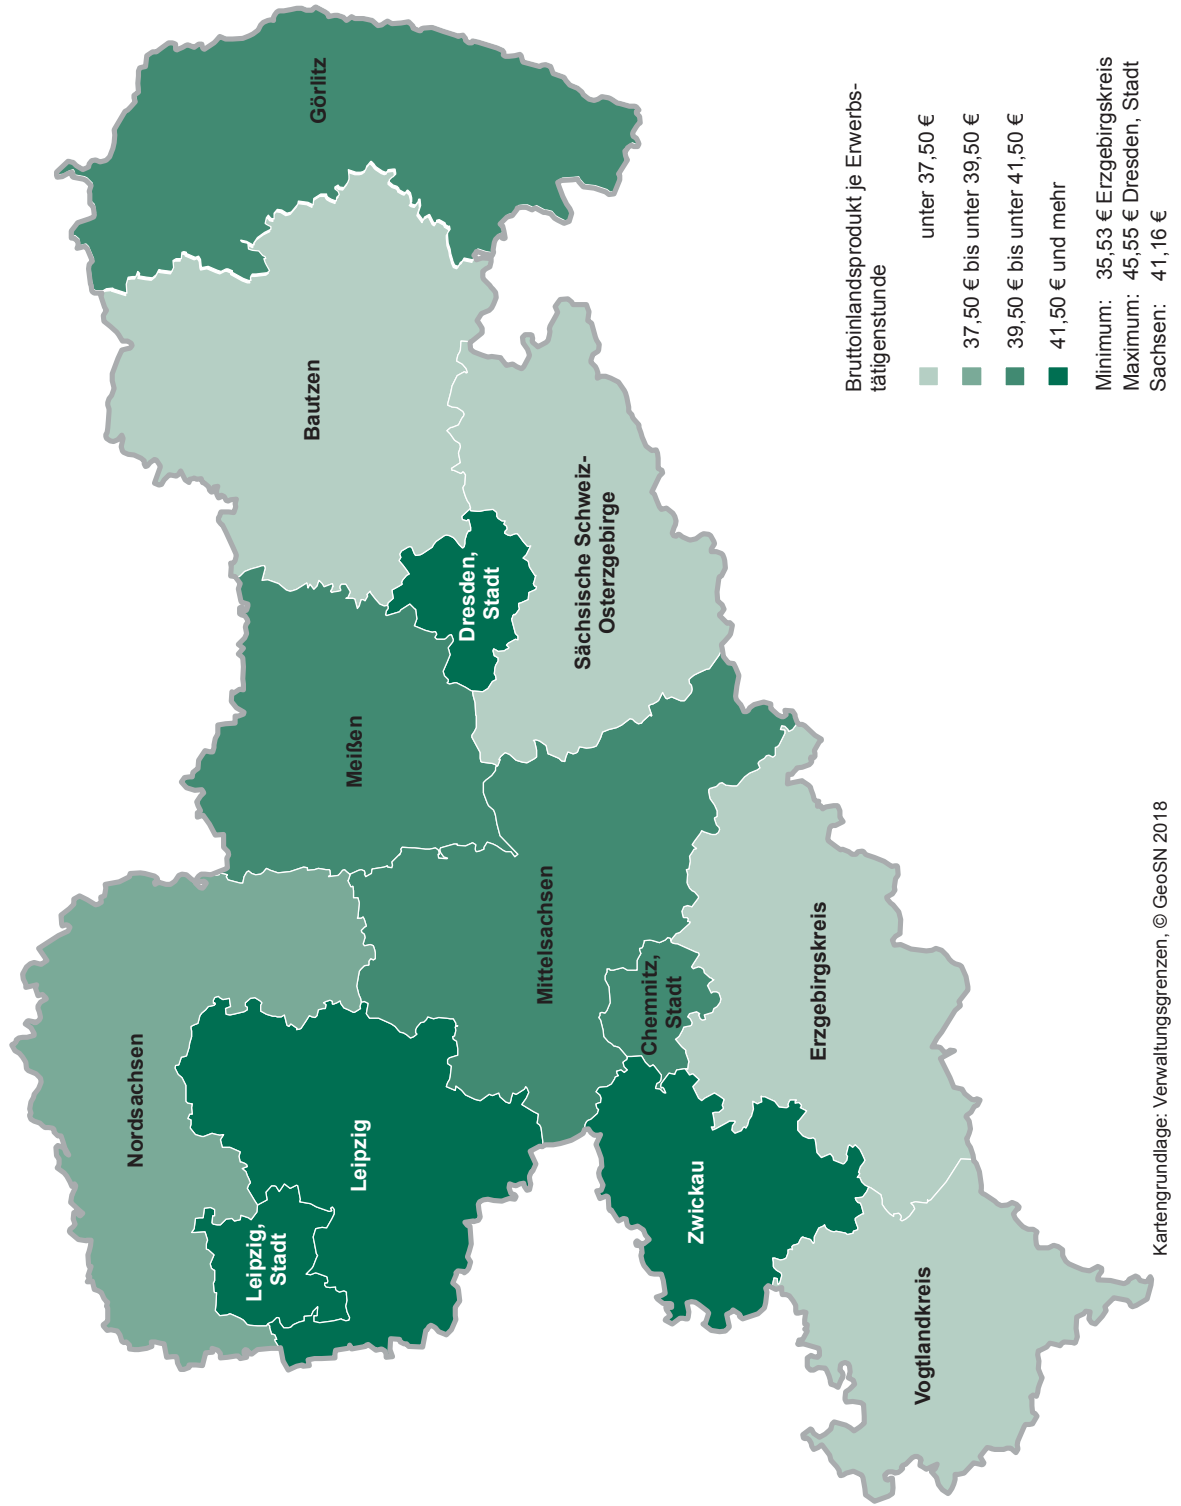 Nordsachsen
Leipzig,
Stadt
Leipzig
Meißen
Bautzen
Görlitz
Dresden,
Stadt
Mittelsachsen
Sächsische Schweiz-
Osterzgebirge
Chemnitz,
Stadt
Zwickau
Erzgebirgskreis
Vogtlandkreis
Bruttoinlandsprodukt je Erwerbs-
tätigenstunde
unter 37,50 €
37,50 € bis unter 39,50 €
39,50 € bis unter 41,50 €
41,50 € und mehr
Minimum: 35,53 € Erzgebirgskreis
Maximum: 45,55 € Dresden, Stadt
Sachsen: 41,16 €
Kartengrundlage: Verwaltungsgrenzen, © GeoSN 2018